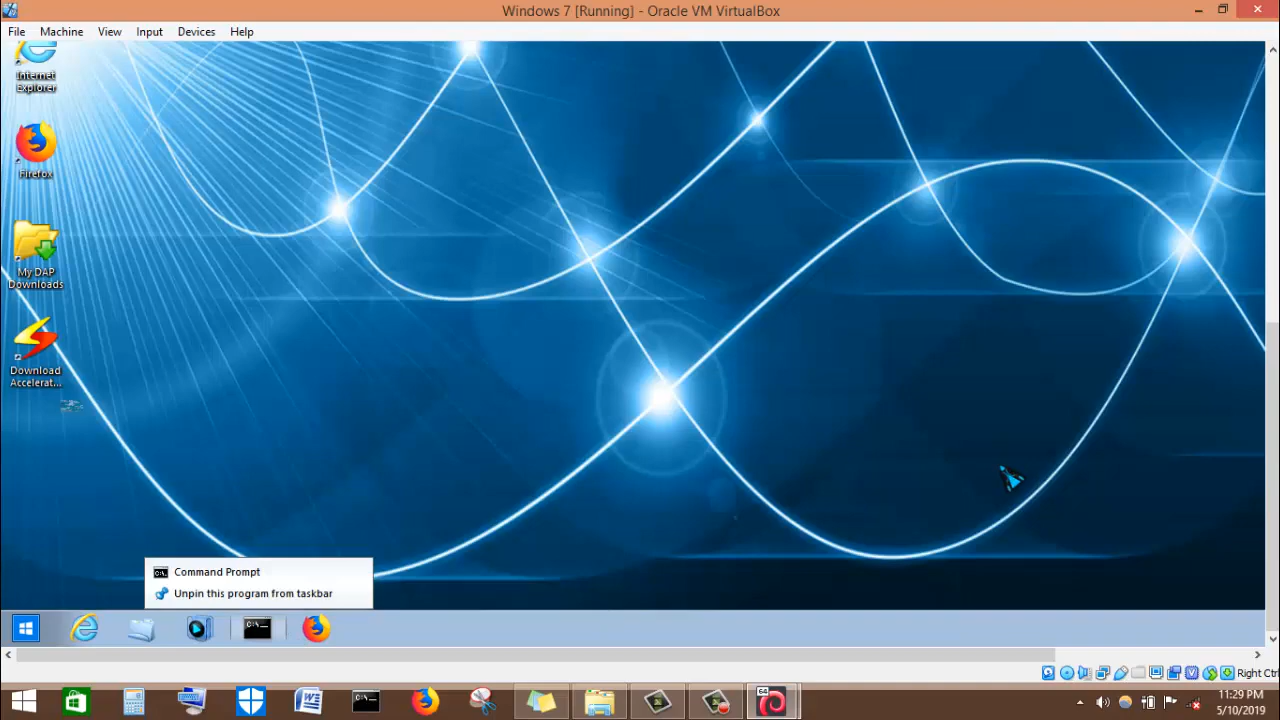 Windows 7 [Running] - Oracle VM VirtualBox
File Machine View Input Devices Help
Internet
Explorer
Firefox
My DAP
Downloads
Download
Accelerat...
Command Prompt
Unpin this program from taskbar
Right Ctrl
11:29 PM
5/10/2019